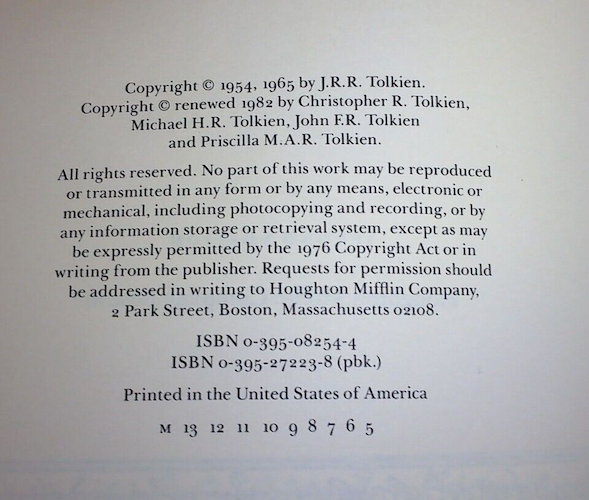 Copyright © 1954, 1965 by J.R.R. Tolkien.
Copyright © renewed 1982 by Christopher R. Tolkien,
Michael H.R. Tolkien, John F.R. Tolkien
and Priscilla M.A.R. Tolkien.
All rights reserved. No part of this work may be reproduced
or transmitted in any form or by any means, electronic or
mechanical, including photocopying and recording, or by
any information storage or retrieval system, except as may
be expressly permitted by the 1976 Copyright Act or in
writing from the publisher. Requests for permission should
be addressed in writing to Houghton Mifflin Company,
2 Park Street, Boston, Massachusetts 02108.
ISBN 0-395-08254-4
ISBN 0-395-27223-8 (pbk.)
Printed in the United States of America
M 13 12 11 10 9 8 7 6 5